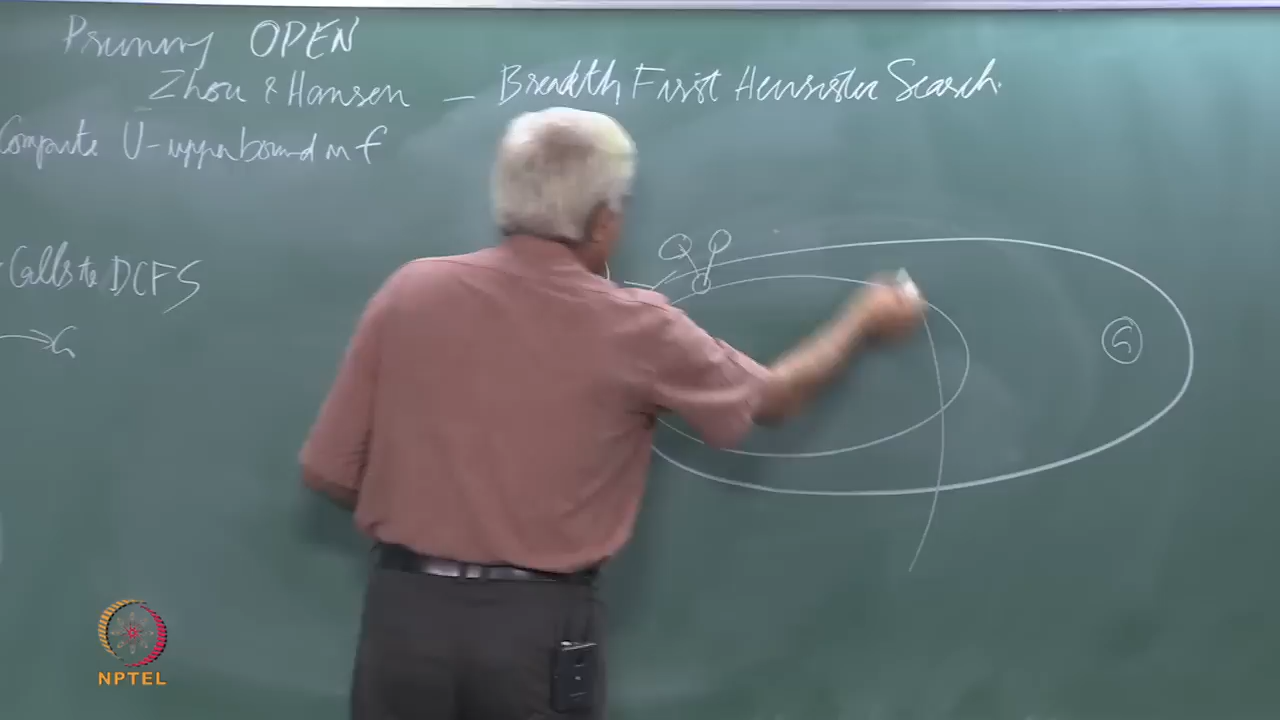 Pruning OPEN
Zhou & Hansen – Breadth First Heuristic Search.
Compute U - upper bound on f
Calls to DCFS
→ G
G
NPTEL